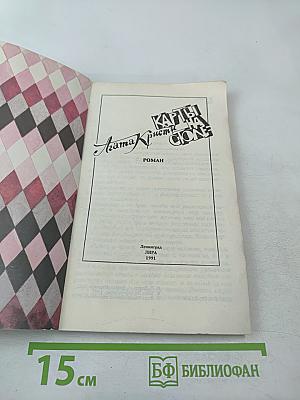 Агата Кристи
КАРТЫ
НА
СТОЛЕ
РОМАН
Ленинград
ЛИРА
1991
15 см
БФ БИБЛИОФАН